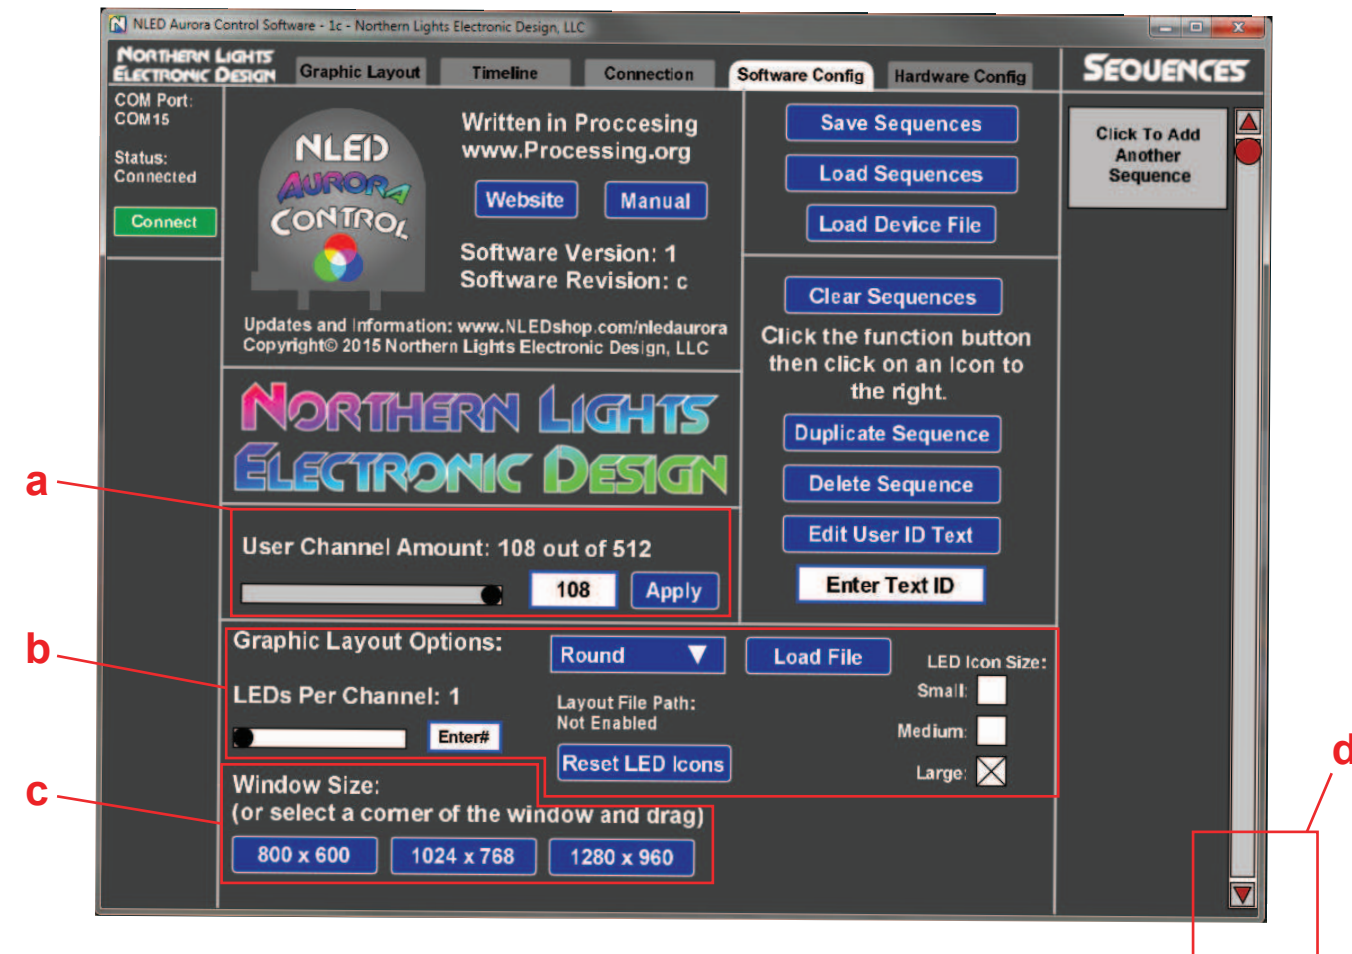 NLED Aurora Control Software - 1c - Northern Lights Electronic Design, LLC
NORTHERN LIGHTS
ELECTRONIC DESIGN
Graphic Layout
Timeline
Connection
Software Config
Hardware Config
SEQUENCES
COM Port:
COM15
Status:
Connected
Connect
NLED
AURORA
CONTROL
Written in Proccesing
www.Processing.org
Website
Manual
Software Version: 1
Software Revision: c
Updates and Information: www.NLEDshop.com/nledaurora
Copyright© 2015 Northern Lights Electronic Design, LLC
NORTHERN LIGHTS
ELECTRONIC DESIGN
Save Sequences
Load Sequences
Load Device File
Clear Sequences
Click the function button
then click on an Icon to
the right.
Duplicate Sequence
Delete Sequence
Edit User ID Text
Enter Text ID
Click To Add
Another
Sequence
a
User Channel Amount: 108 out of 512
108
Apply
b
Graphic Layout Options:
Round
Load File
LED Icon Size:
Small:
Medium:
Large:
LEDs Per Channel: 1
Enter#
Layout File Path:
Not Enabled
Reset LED Icons
c
Window Size:
(or select a corner of the window and drag)
800 x 600
1024 x 768
1280 x 960
d